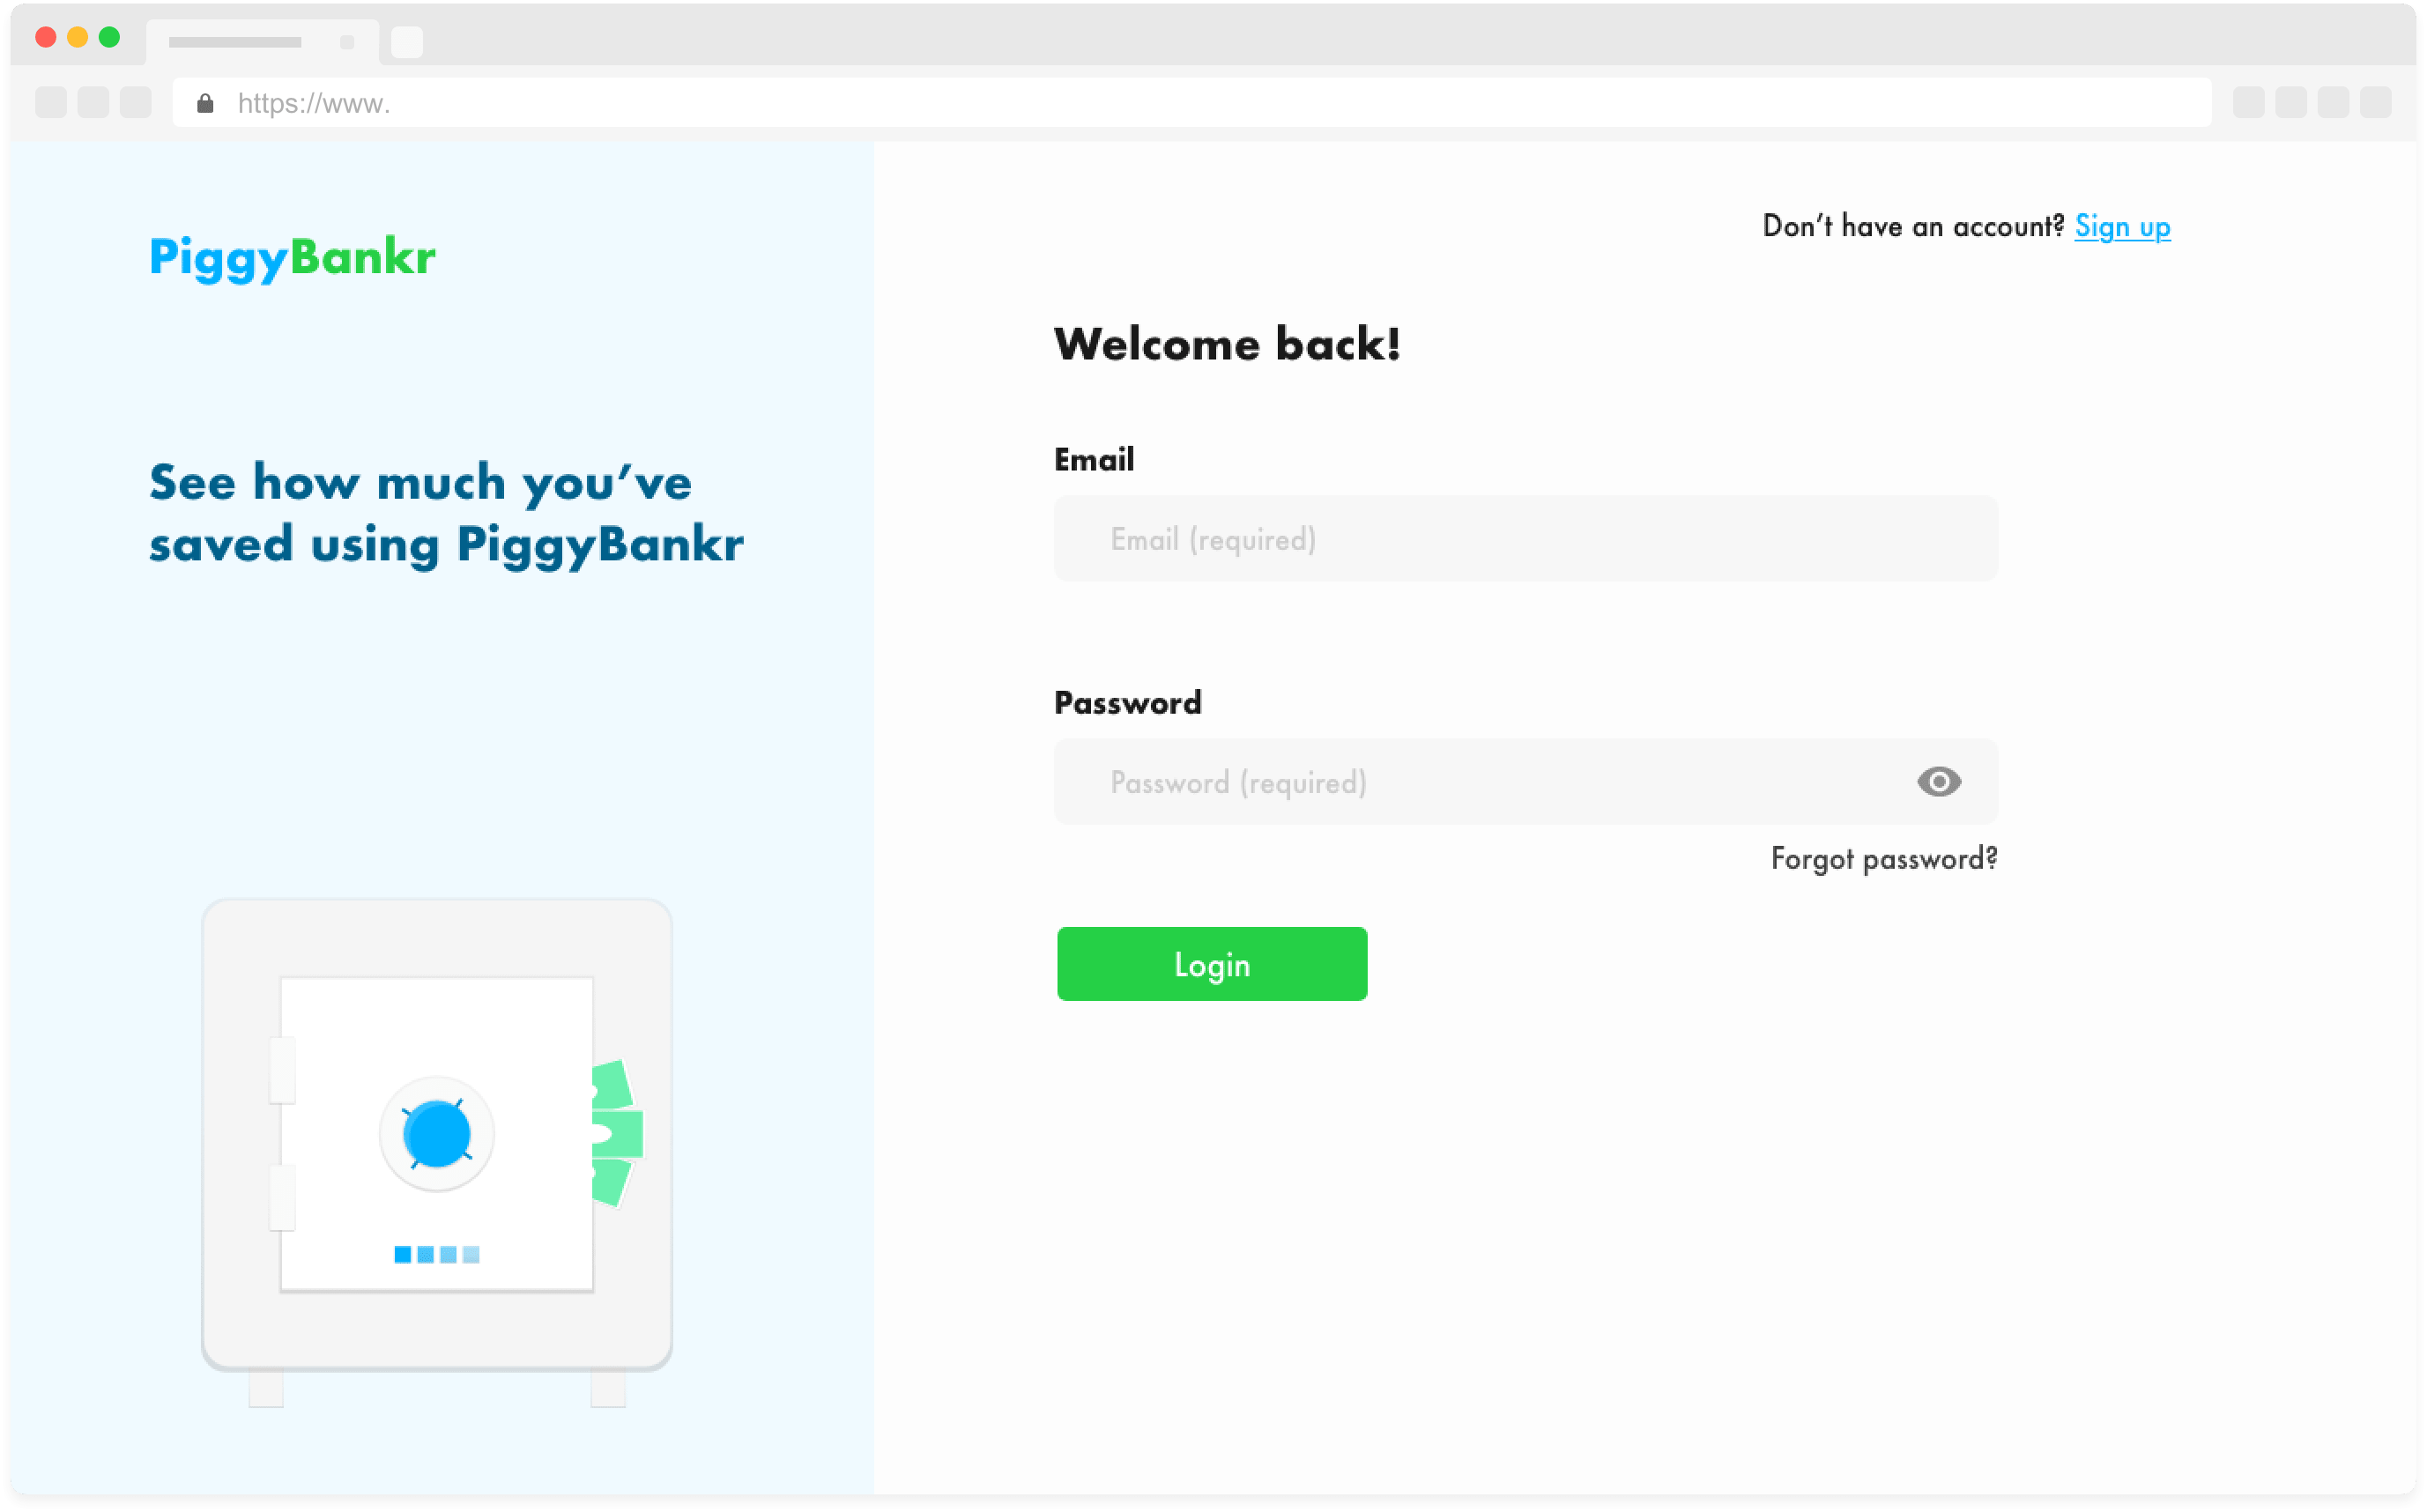 https://www.
PiggyBankr
See how much you’ve
saved using PiggyBankr
Don’t have an account? Sign up
Welcome back!
Email
Email (required)
Password
Password (required)
Forgot password?
Login